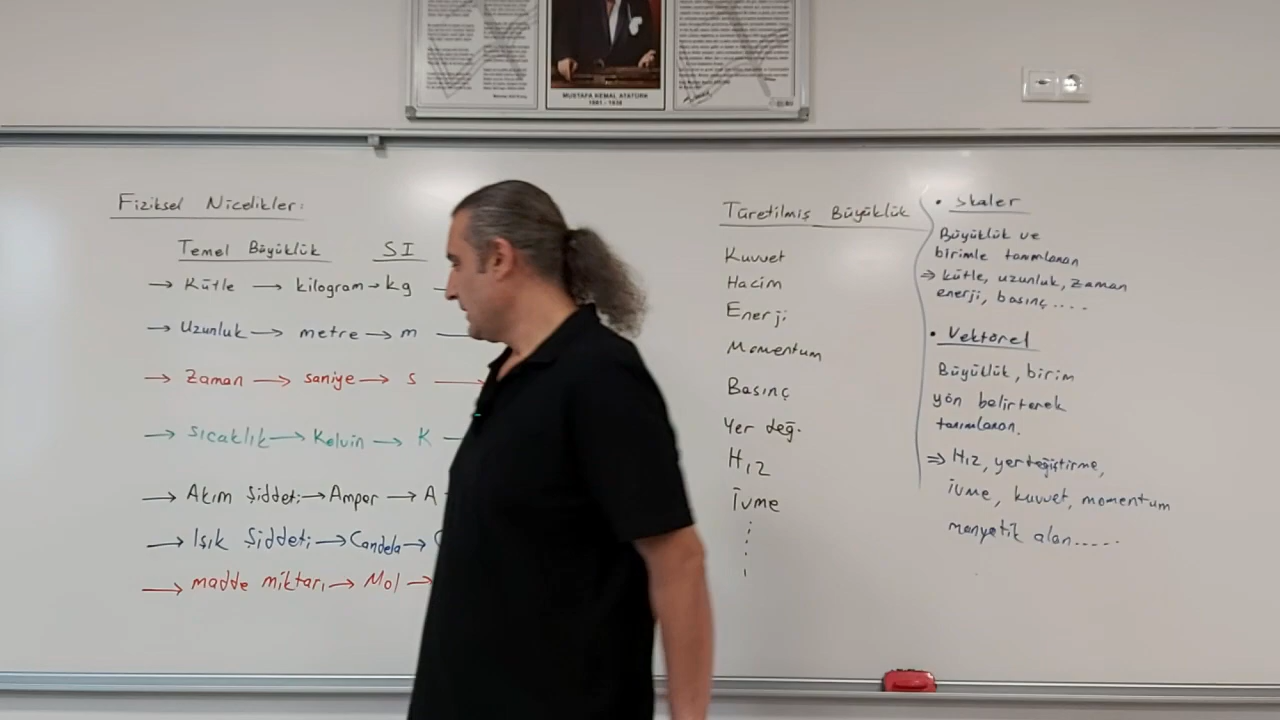 MUSTAFA KEMAL ATATÜRK
1881 - 1938
Fiziksel Nicelikler:
Temel Büyüklük SI
→ Kütle → kilogram → kg
→ Uzunluk → metre → m
→ Zaman → saniye → s
→ sıcaklık → Kelvin → K
→ Akım Şiddeti → Amper → A
→ Işık Şiddeti → Candela →
→ madde miktarı → Mol →
Türetilmiş Büyüklük
Kuvvet
Hacim
Enerji
Momentum
Basınç
Yer değ.
Hız
İvme
• skaler
Büyüklük ve
birimle tanımlanan
⇒ kütle, uzunluk, zaman
enerji, basınç....
• Vektörel
Büyüklük, birim
yön belirterek
tanımlanan.
⇒ Hız, yerdeğiştirme,
ivme, kuvvet, momentum
manyetik alan.....